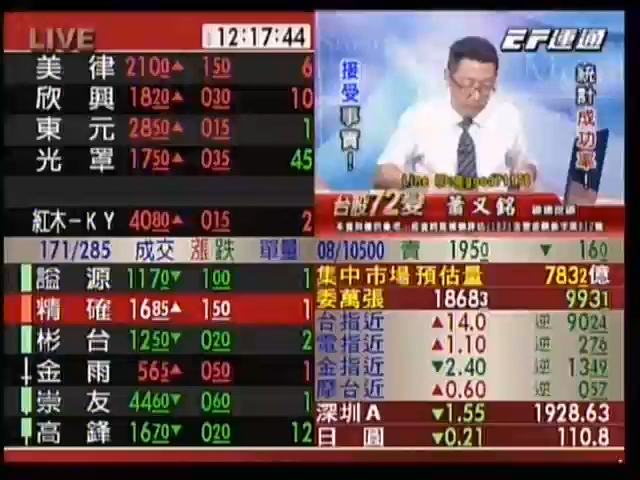 LIVE 12:17:44
美律 2100▲ 150 6
欣興 1820▲ 030 10
東元 2850▲ 015 1
光罩 1750▲ 035 45
紅木－KY 4080▲ 015 2
171/285 成交 漲跌 單量
謚源 1170▼ 100 1
精確 1685▲ 150 1
彬台 1250▼ 020 2
金雨 565▲ 050 1
崇友 4460▼ 060 1
高鋒 1670▼ 020 12
EF運通
接受事實！
統計成功率！
台股72變 蕭又銘
08/10500 賣 1950 ▼ 160
集中市場預估量 7832億
委萬張 18683 9931
台指近 ▲14.0 逆 9024
電指近 ▲1.10 逆 276
金指近 ▼2.40 逆 1349
摩台近 ▲0.60 逆 057
深圳A ▼1.55 1928.63
日圓 ▼0.21 110.8